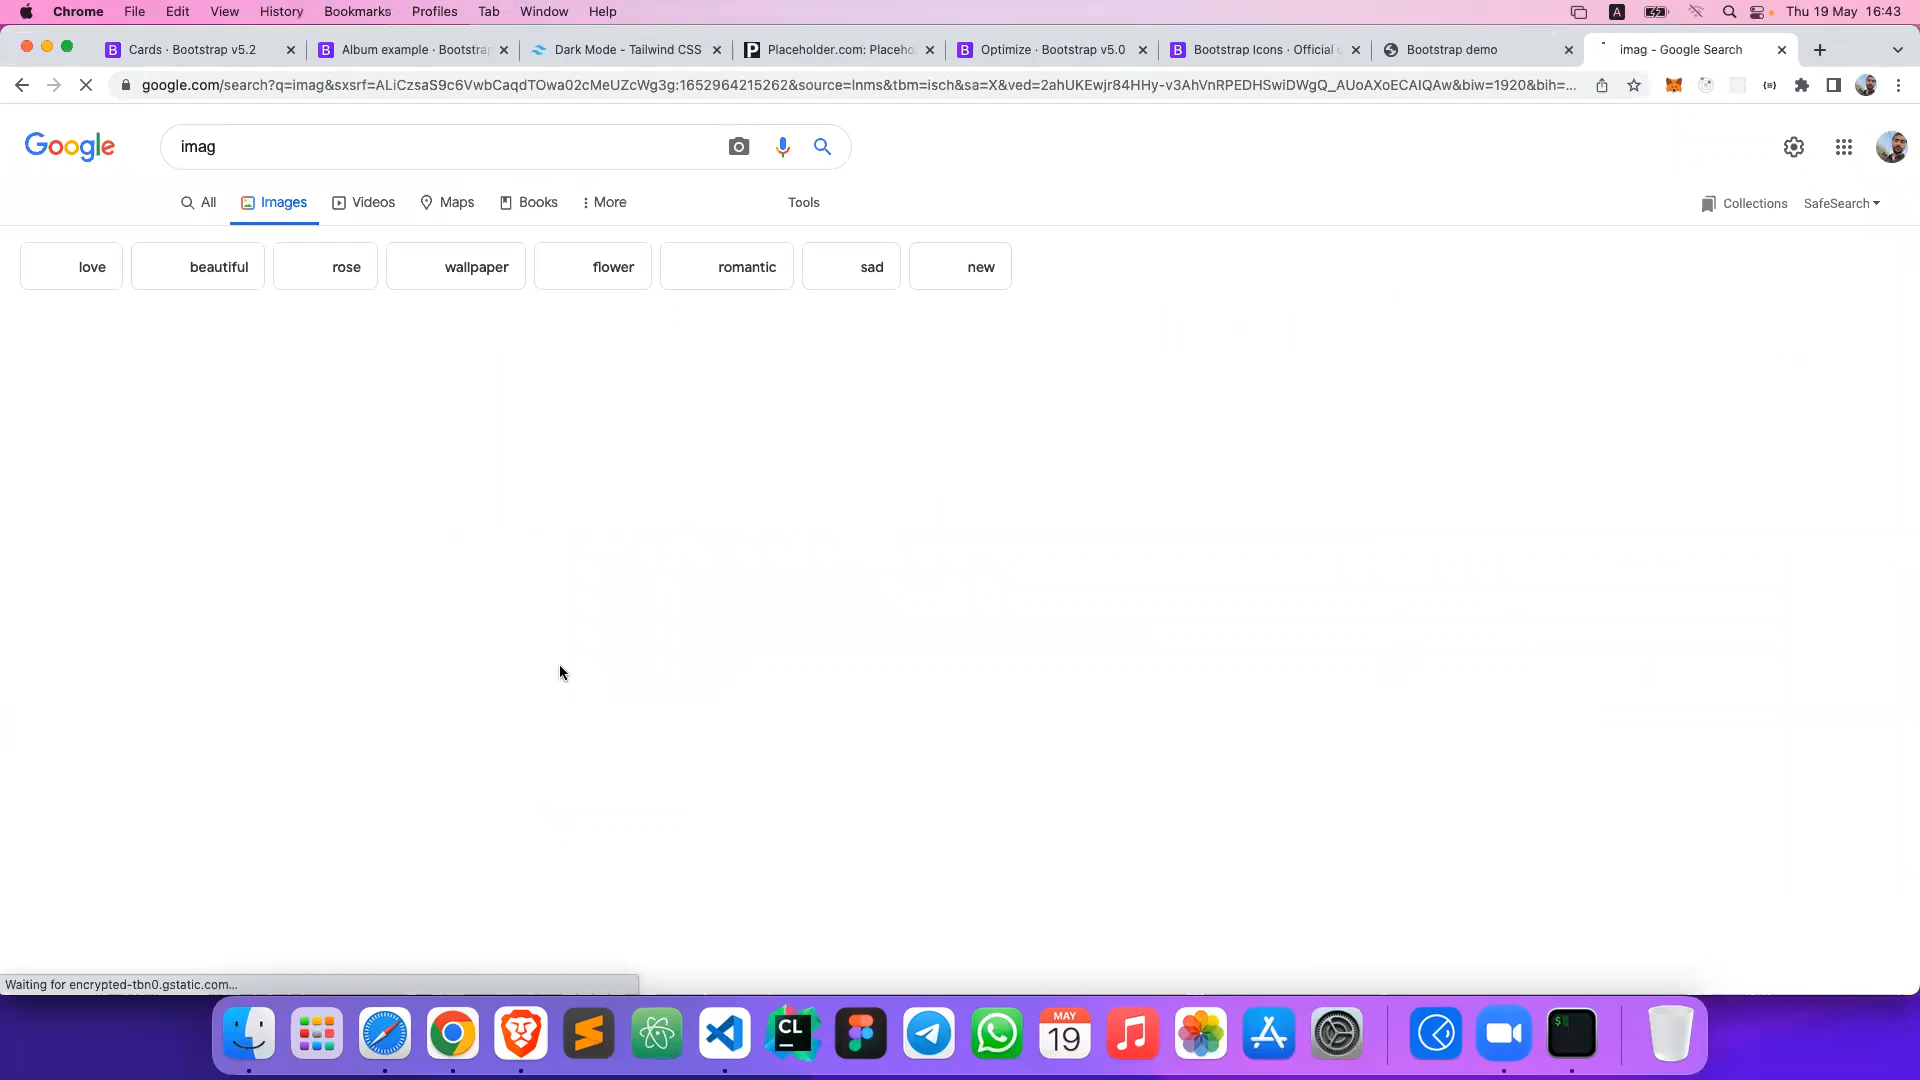 Chrome File Edit View History Bookmarks Profiles Tab Window Help A Thu 19 May 16:43
Cards · Bootstrap v5.2 Album example · Bootstra Dark Mode - Tailwind CSS Placeholder.com: Placeho Optimize · Bootstrap v5.0 Bootstrap Icons · Official Bootstrap demo imag - Google Search
google.com/search?q=imag&sxsrf=ALiCzsaS9c6VwbCaqdTOwa02cMeUZcWg3g:1652964215262&source=lnms&tbm=isch&sa=X&ved=2ahUKEwjr84HHy-v3AhVnRPEDHSwiDWgQ_AUoAXoECAIQAw&biw=1920&bih=...
Google imag
All Images Videos Maps Books More Tools Collections SafeSearch
love beautiful rose wallpaper flower romantic sad new
Waiting for encrypted-tbn0.gstatic.com...
CL MAY
19
$